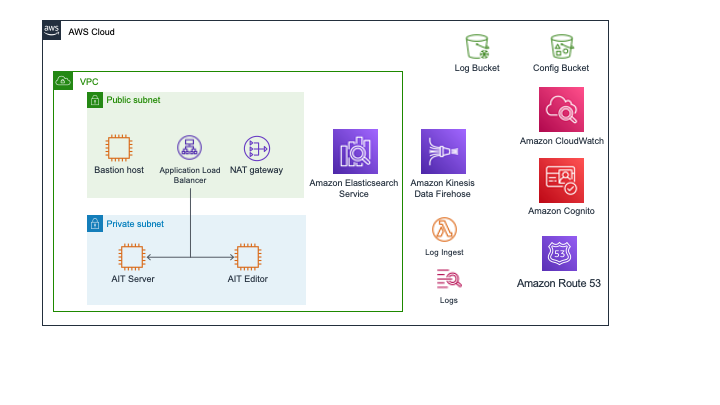 aws
AWS Cloud
Log Bucket
Config Bucket
VPC
Public subnet
Amazon CloudWatch
Bastion host
Application Load
Balancer
NAT gateway
Amazon Elasticsearch
Service
Amazon Kinesis
Data Firehose
Amazon Cognito
Private subnet
Log Ingest
53
AIT Server
AIT Editor
Amazon Route 53
Logs